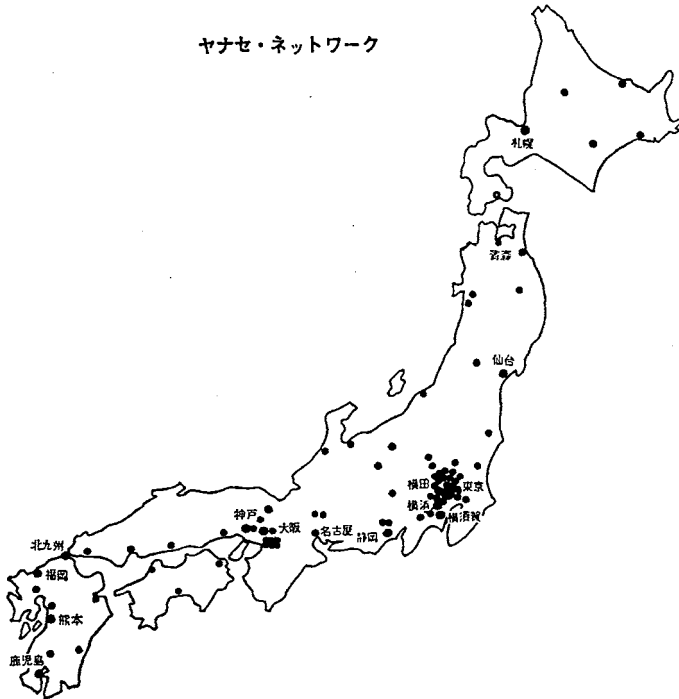 ヤナセ・ネットワーク
札幌
青森
仙台
横田
東京
横浜
横須賀
神戸
大阪
名古屋
静岡
北九州
福岡
熊本
鹿児島